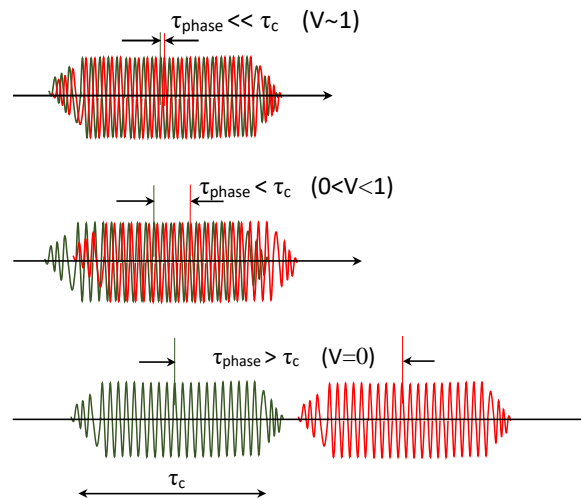 τphase << τc (V~1)
τphase < τc (0<V<1)
τphase > τc (V=0)
τc